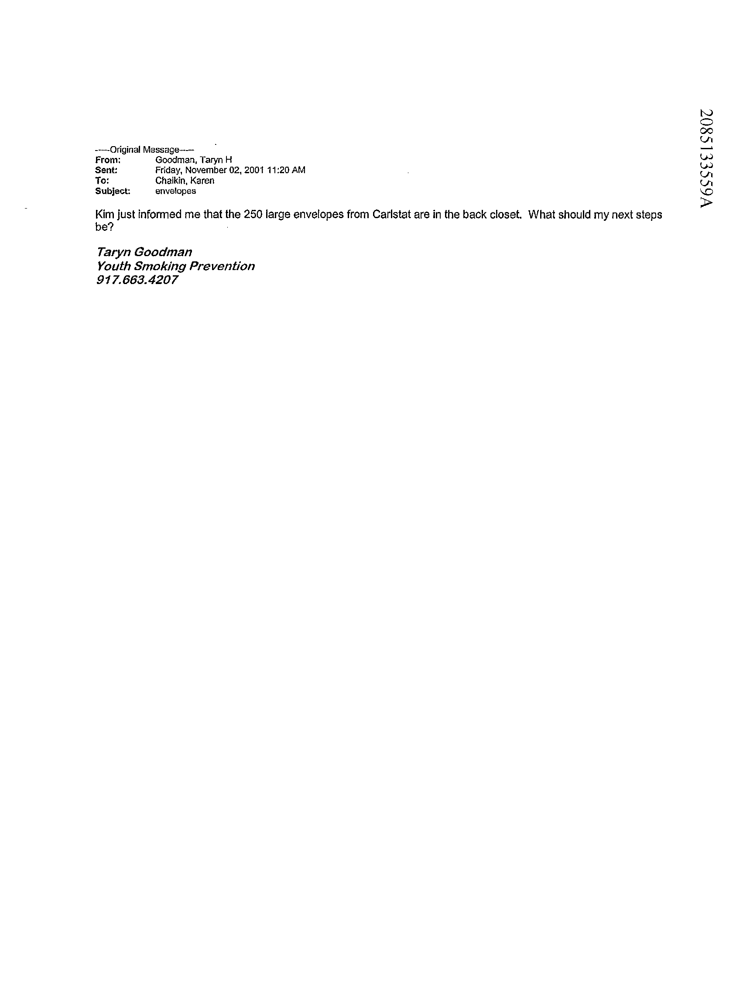 2085133559A
-----Original Message-----
From: Goodman, Taryn H
Sent: Friday, November 02, 2001 11:20 AM
To: Chaikin, Karen
Subject: envelopes
Kim just informed me that the 250 large envelopes from Carlstat are in the back closet. What should my next steps
be?
Taryn Goodman
Youth Smoking Prevention
917.663.4207